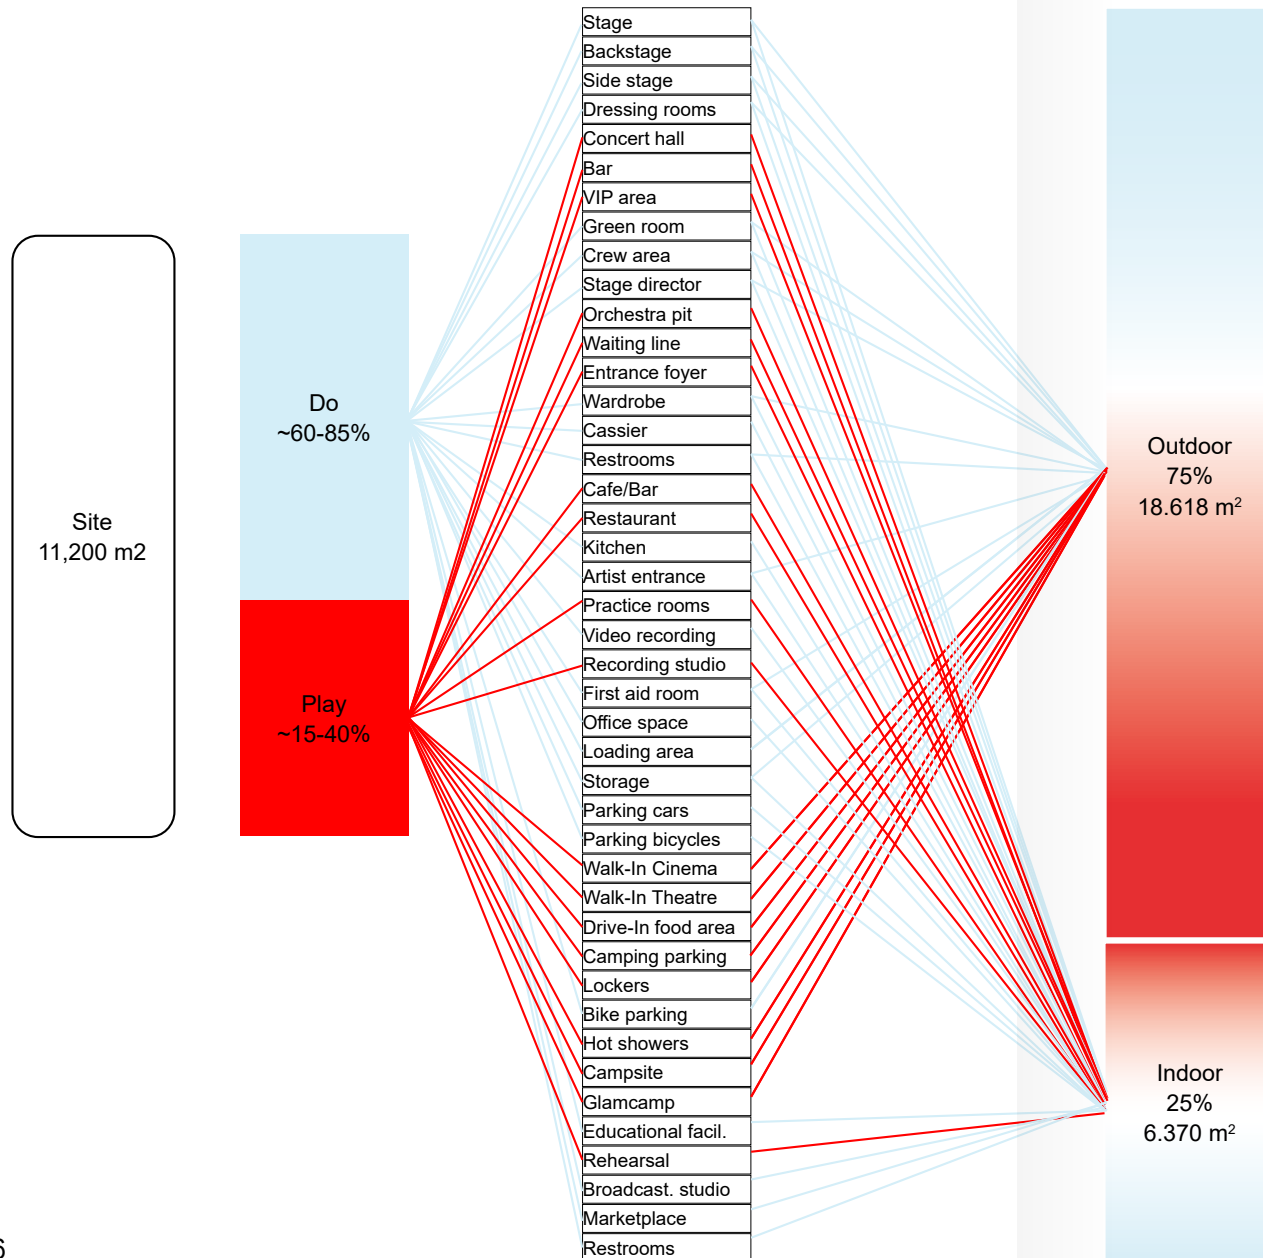 Site
11,200 m2
Do
~60-85%
Play
~15-40%
Stage
Backstage
Side stage
Dressing rooms
Concert hall
Bar
VIP area
Green room
Crew area
Stage director
Orchestra pit
Waiting line
Entrance foyer
Wardrobe
Cassier
Restrooms
Cafe/Bar
Restaurant
Kitchen
Artist entrance
Practice rooms
Video recording
Recording studio
First aid room
Office space
Loading area
Storage
Parking cars
Parking bicycles
Walk-In Cinema
Walk-In Theatre
Drive-In food area
Camping parking
Lockers
Bike parking
Hot showers
Campsite
Glamcamp
Educational facil.
Rehearsal
Broadcast. studio
Marketplace
Restrooms
Outdoor
75%
18.618 m²
Indoor
25%
6.370 m²